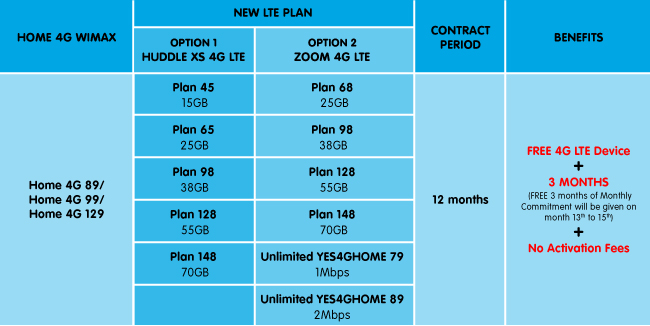 HOME 4G WIMAX
NEW LTE PLAN
OPTION 1
HUDDLE XS 4G LTE
OPTION 2
ZOOM 4G LTE
CONTRACT
PERIOD
BENEFITS
Home 4G 89/
Home 4G 99/
Home 4G 129
Plan 45
15GB
Plan 68
25GB
Plan 65
25GB
Plan 98
38GB
Plan 98
38GB
Plan 128
55GB
Plan 128
55GB
Plan 148
70GB
Plan 148
70GB
Unlimited YES4GHOME 79
1Mbps
Unlimited YES4GHOME 89
2Mbps
12 months
FREE 4G LTE Device
+
3 MONTHS
(FREE 3 months of Monthly
Commitment will be given on
month 13th to 15th)
+
No Activation Fees